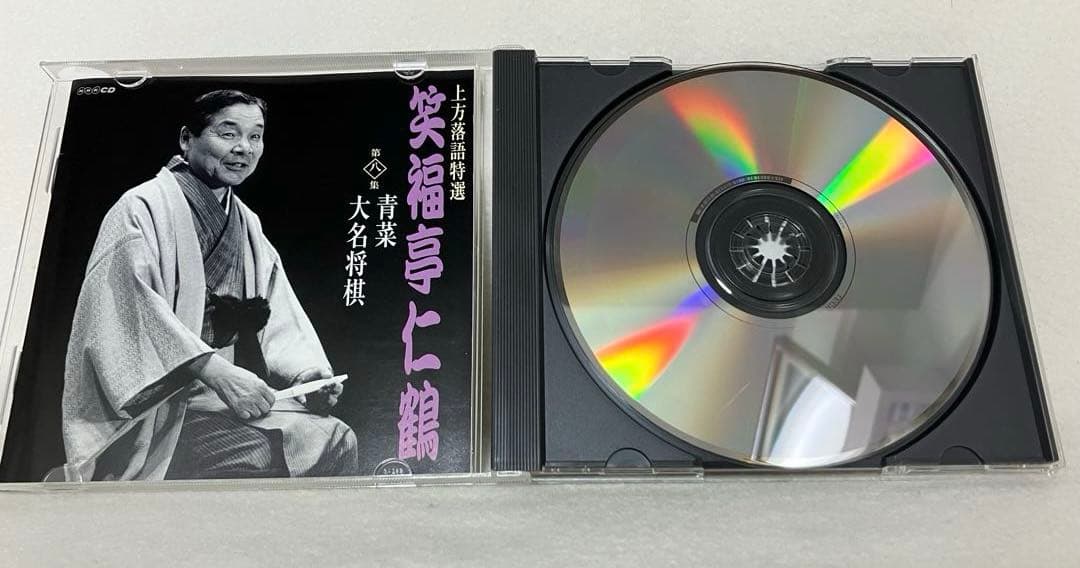 NHK CD
上方落語特選
笑福亭仁鶴
第八集
青菜
大名将棋